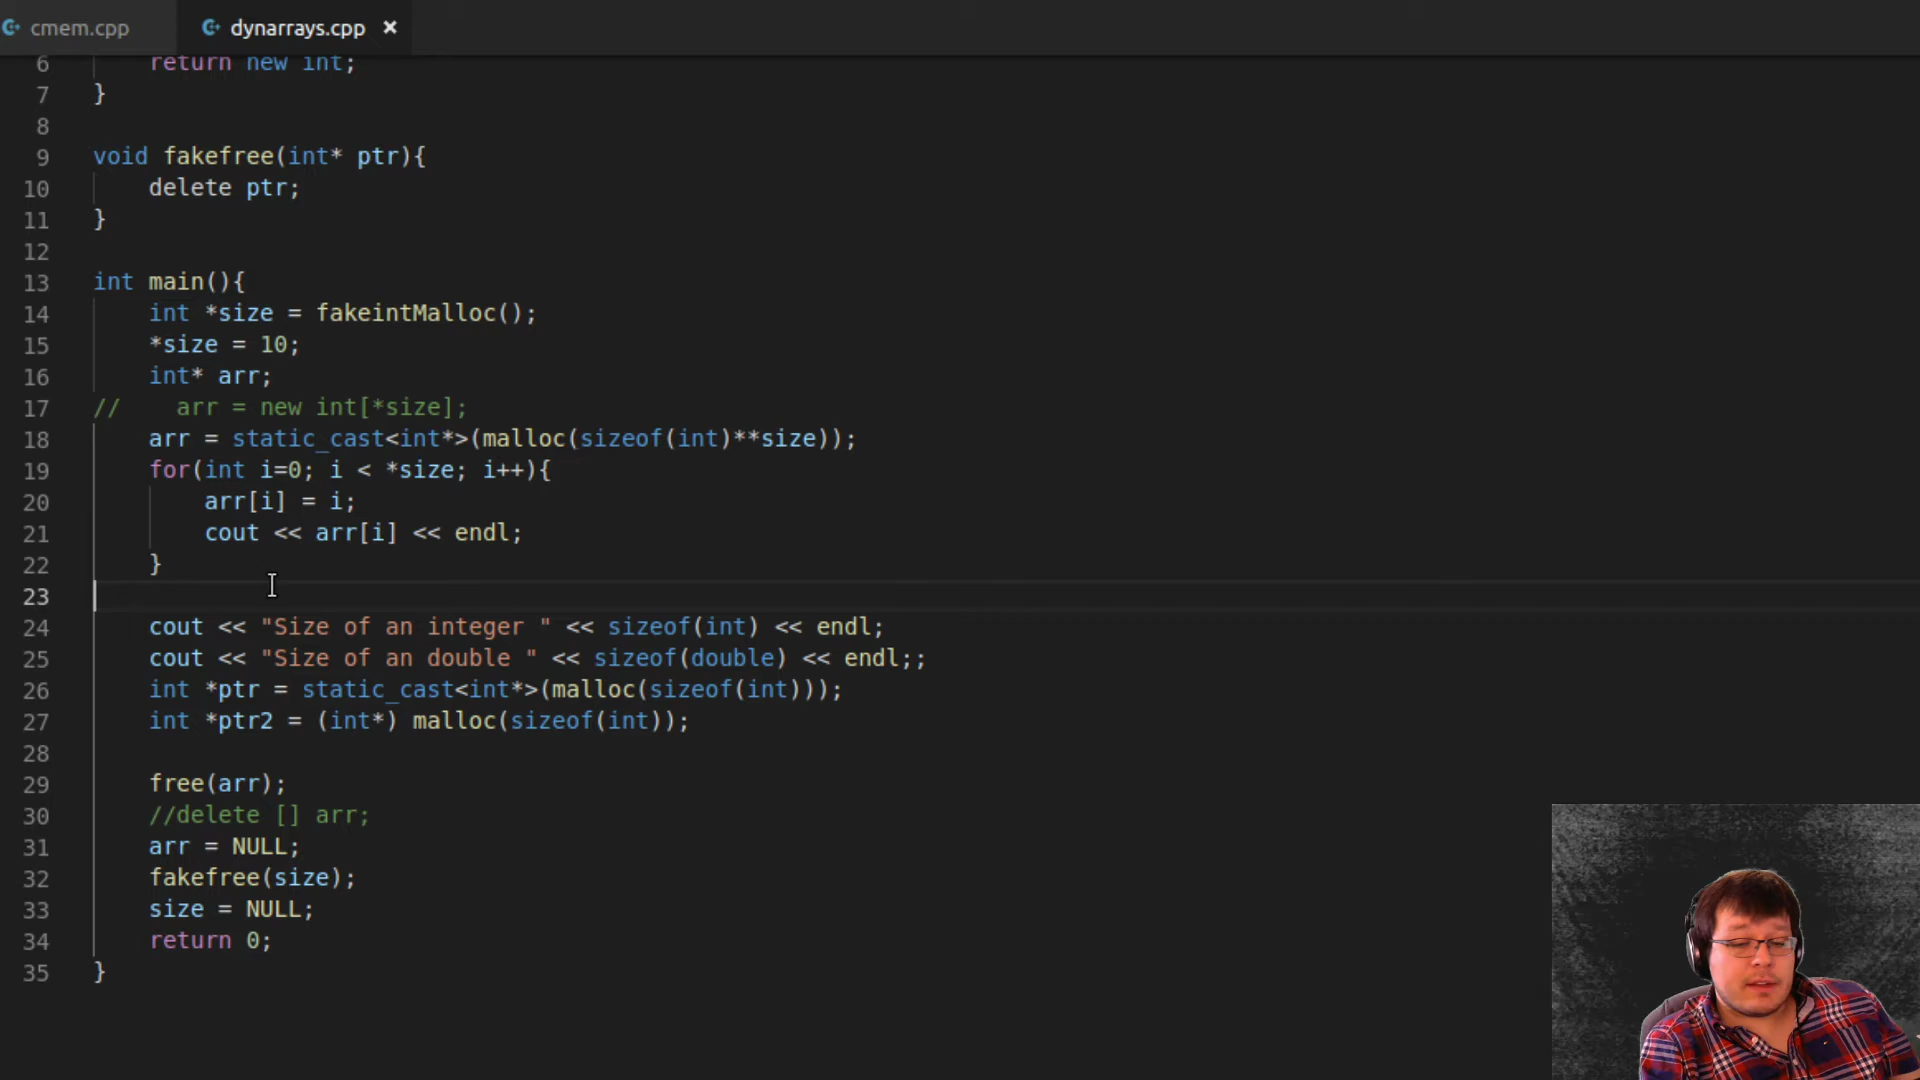 cmem.cpp
dynarrays.cpp ×
6 return new int;
7 }
8
9 void fakefree(int* ptr){
10 delete ptr;
11 }
12
13 int main(){
14 int *size = fakeintMalloc();
15 *size = 10;
16 int* arr;
17 // arr = new int[*size];
18 arr = static_cast<int*>(malloc(sizeof(int)**size));
19 for(int i=0; i < *size; i++){
20 arr[i] = i;
21 cout << arr[i] << endl;
22 }
23
24 cout << "Size of an integer " << sizeof(int) << endl;
25 cout << "Size of an double " << sizeof(double) << endl;;
26 int *ptr = static_cast<int*>(malloc(sizeof(int)));
27 int *ptr2 = (int*) malloc(sizeof(int));
28
29 free(arr);
30 //delete [] arr;
31 arr = NULL;
32 fakefree(size);
33 size = NULL;
34 return 0;
35 }